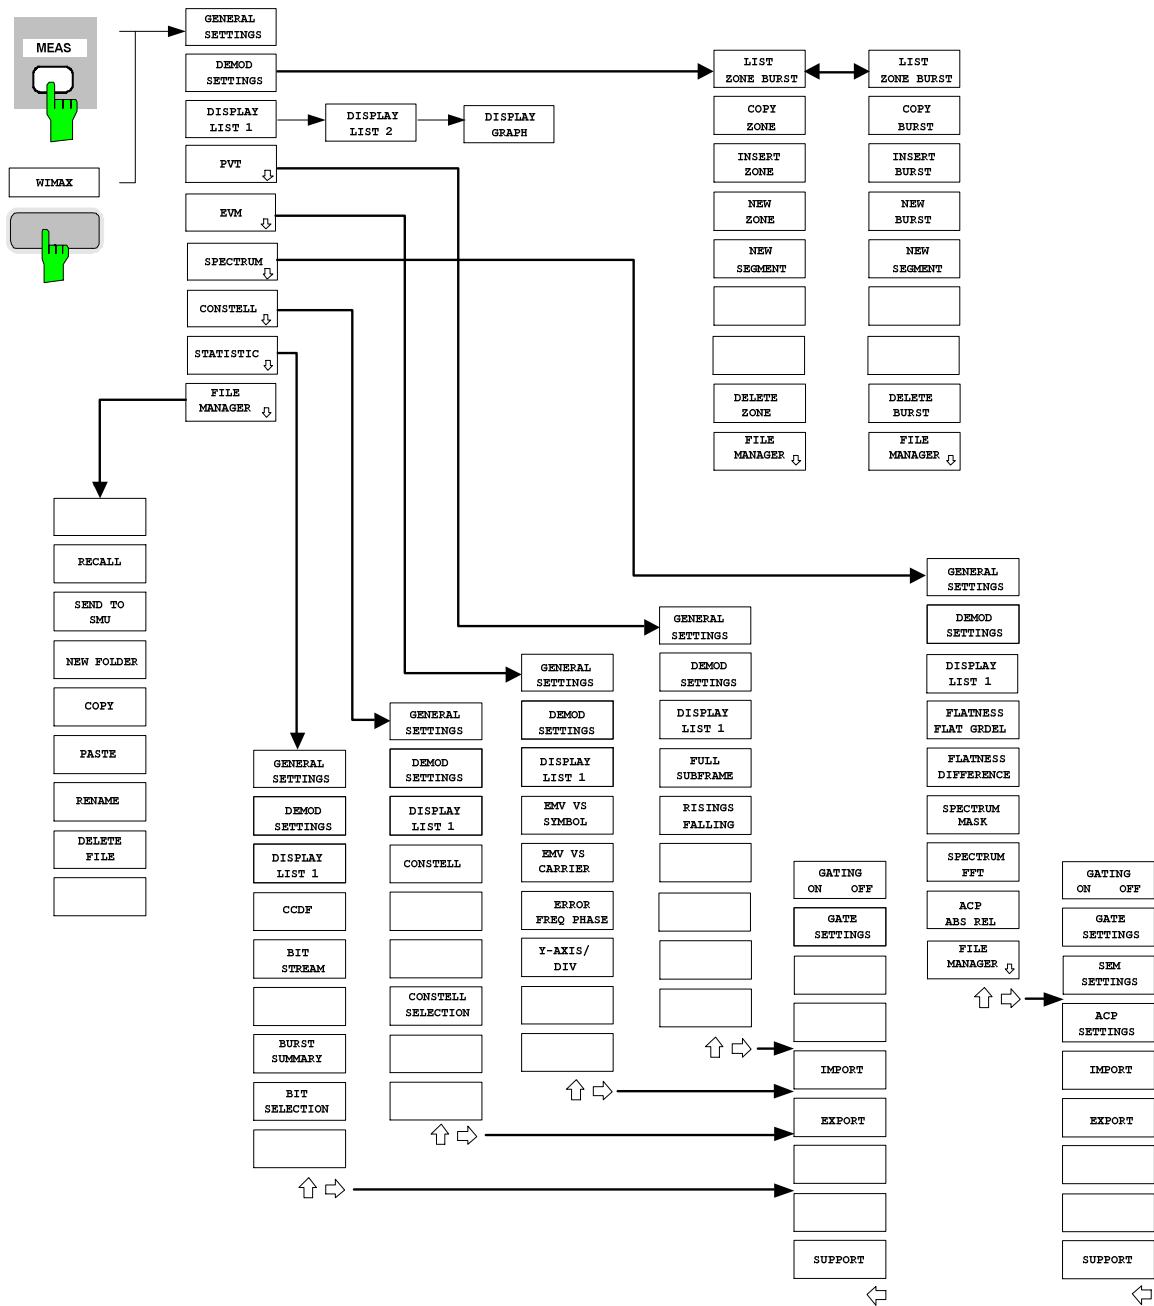 MEAS
WIMAX
GENERAL
SETTINGS
DEMOD
SETTINGS
DISPLAY
LIST 1
DISPLAY
LIST 2
DISPLAY
GRAPH
PVT
EVM
SPECTRUM
CONSTELL
STATISTIC
FILE
MANAGER
LIST
ZONE BURST
COPY
ZONE
INSERT
ZONE
NEW
ZONE
NEW
SEGMENT
DELETE
ZONE
FILE
MANAGER
LIST
ZONE BURST
COPY
BURST
INSERT
BURST
NEW
BURST
NEW
SEGMENT
DELETE
BURST
FILE
MANAGER
RECALL
SEND TO
SMU
NEW FOLDER
COPY
PASTE
RENAME
DELETE
FILE
GENERAL
SETTINGS
DEMOD
SETTINGS
DISPLAY
LIST 1
CCDF
BIT
STREAM
BURST
SUMMARY
BIT
SELECTION
GENERAL
SETTINGS
DEMOD
SETTINGS
DISPLAY
LIST 1
CONSTELL
CONSTELL
SELECTION
GENERAL
SETTINGS
DEMOD
SETTINGS
DISPLAY
LIST 1
EMV VS
SYMBOL
EMV VS
CARRIER
ERROR
FREQ PHASE
Y-AXIS/
DIV
GENERAL
SETTINGS
DEMOD
SETTINGS
DISPLAY
LIST 1
FULL
SUBFRAME
RISINGS
FALLING
GATING
ON OFF
GATE
SETTINGS
IMPORT
EXPORT
SUPPORT
GENERAL
SETTINGS
DEMOD
SETTINGS
DISPLAY
LIST 1
FLATNESS
FLAT GRDEL
FLATNESS
DIFFERENCE
SPECTRUM
MASK
SPECTRUM
FFT
ACP
ABS REL
FILE
MANAGER
GATING
ON OFF
GATE
SETTINGS
SEM
SETTINGS
ACP
SETTINGS
IMPORT
EXPORT
SUPPORT